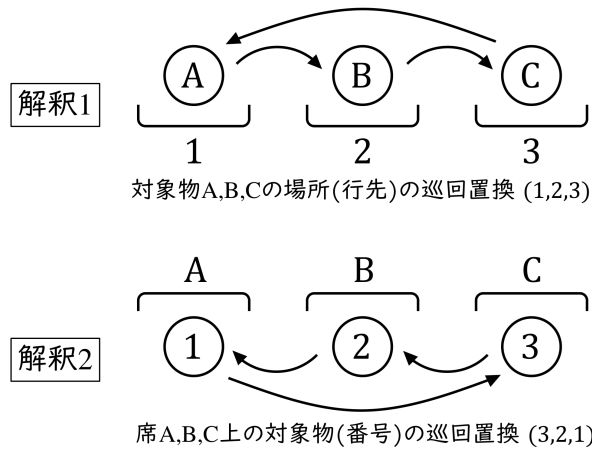 A B C
解釈1
1 2 3
対象物A,B,Cの場所(行先)の巡回置換 (1,2,3)
A B C
解釈2
1 2 3
席A,B,C上の対象物(番号)の巡回置換 (3,2,1)